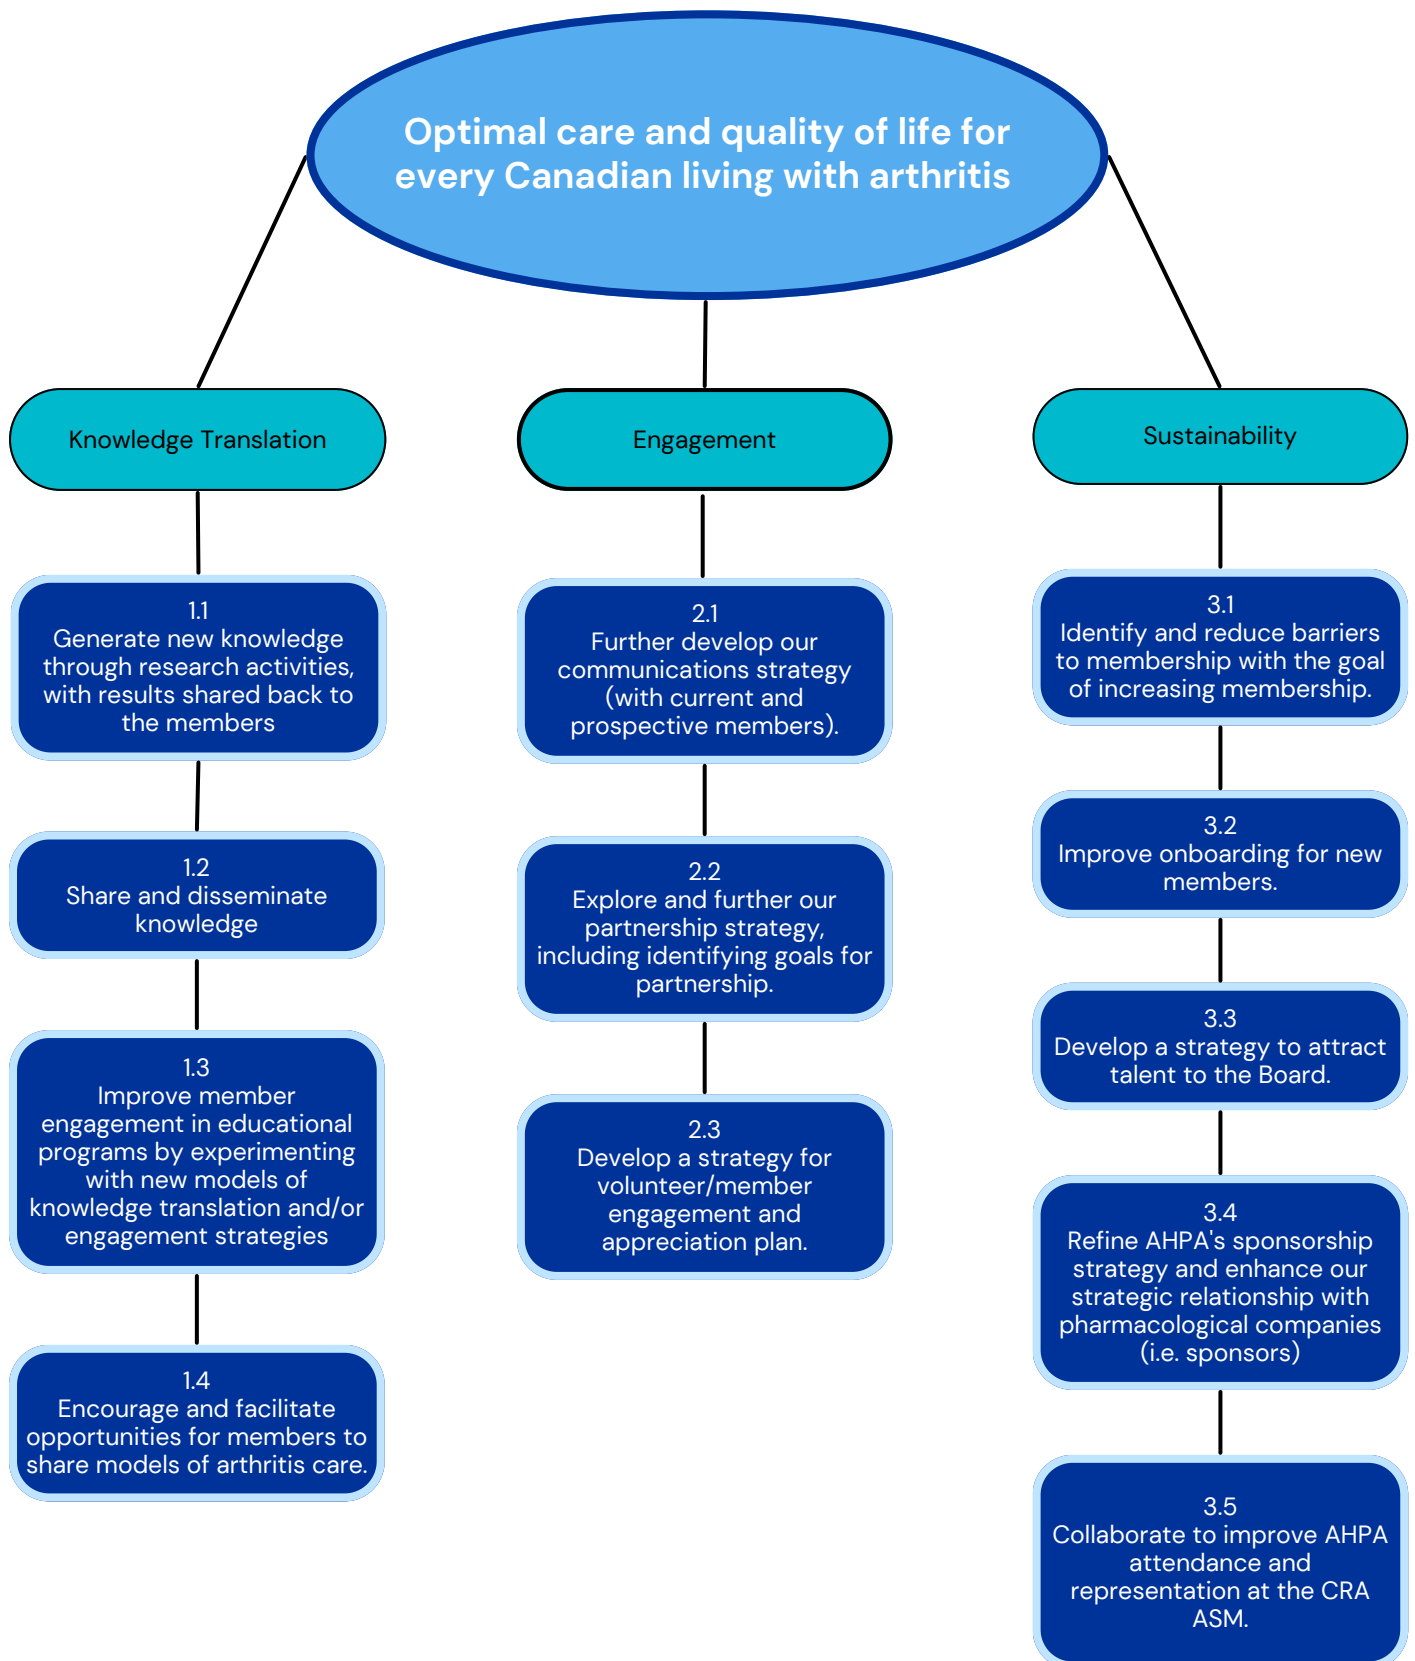 Optimal care and quality of life for
every Canadian living with arthritis
Knowledge Translation
1.1
Generate new knowledge
through research activities,
with results shared back to
the members
1.2
Share and disseminate
knowledge
1.3
Improve member
engagement in educational
programs by experimenting
with new models of
knowledge translation and/or
engagement strategies
1.4
Encourage and facilitate
opportunities for members to
share models of arthritis care.
Engagement
2.1
Further develop our
communications strategy
(with current and
prospective members).
2.2
Explore and further our
partnership strategy,
including identifying goals for
partnership.
2.3
Develop a strategy for
volunteer/member
engagement and
appreciation plan.
Sustainability
3.1
Identify and reduce barriers
to membership with the goal
of increasing membership.
3.2
Improve onboarding for new
members.
3.3
Develop a strategy to attract
talent to the Board.
3.4
Refine AHPA's sponsorship
strategy and enhance our
strategic relationship with
pharmacological companies
(i.e. sponsors)
3.5
Collaborate to improve AHPA
attendance and
representation at the CRA
ASM.